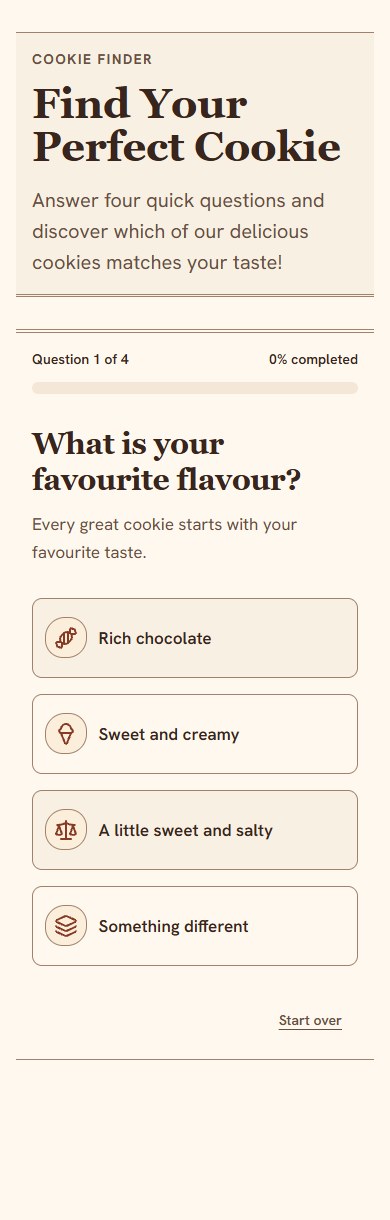 COOKIE FINDER
Find Your
Perfect Cookie
Answer four quick questions and
discover which of our delicious
cookies matches your taste!
Question 1 of 4
0% completed
What is your
favourite flavour?
Every great cookie starts with your
favourite taste.
Rich chocolate
Sweet and creamy
A little sweet and salty
Something different
Start over